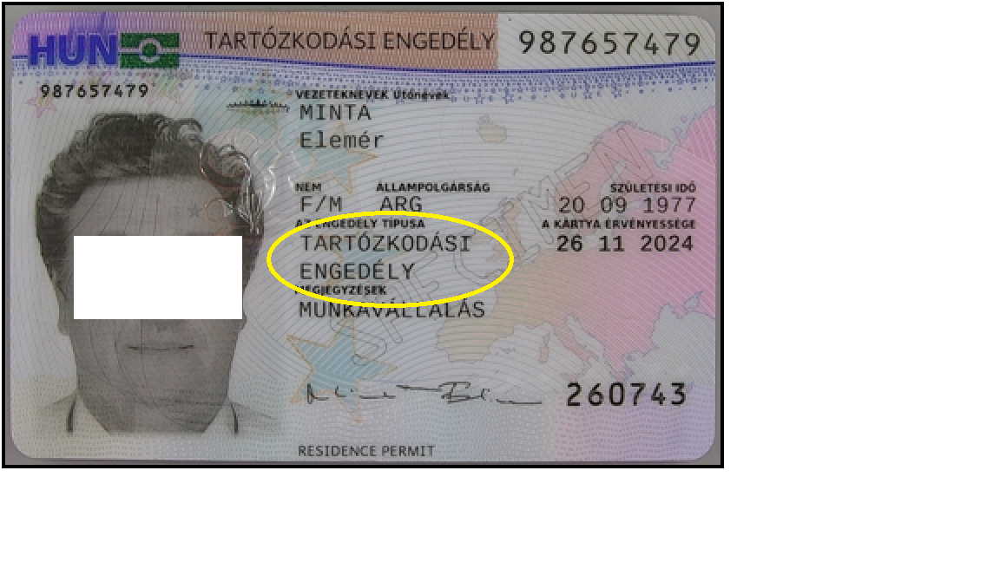 HUN
TARTÓZKODÁSI ENGEDÉLY
987657479
987657479
VEZETÉKNEVEK Utónevek
MINTA
Elemér
NEM ÁLLAMPOLGÁRSÁG SZÜLETÉSI IDŐ
F/M ARG 20 09 1977
AZ ENGEDÉLY TÍPUSA A KÁRTYA ÉRVÉNYESSÉGE
TARTÓZKODÁSI 26 11 2024
ENGEDÉLY
MEGJEGYZÉSEK
MUNKAVÁLLALÁS
SPECIMEN
260743
RESIDENCE PERMIT